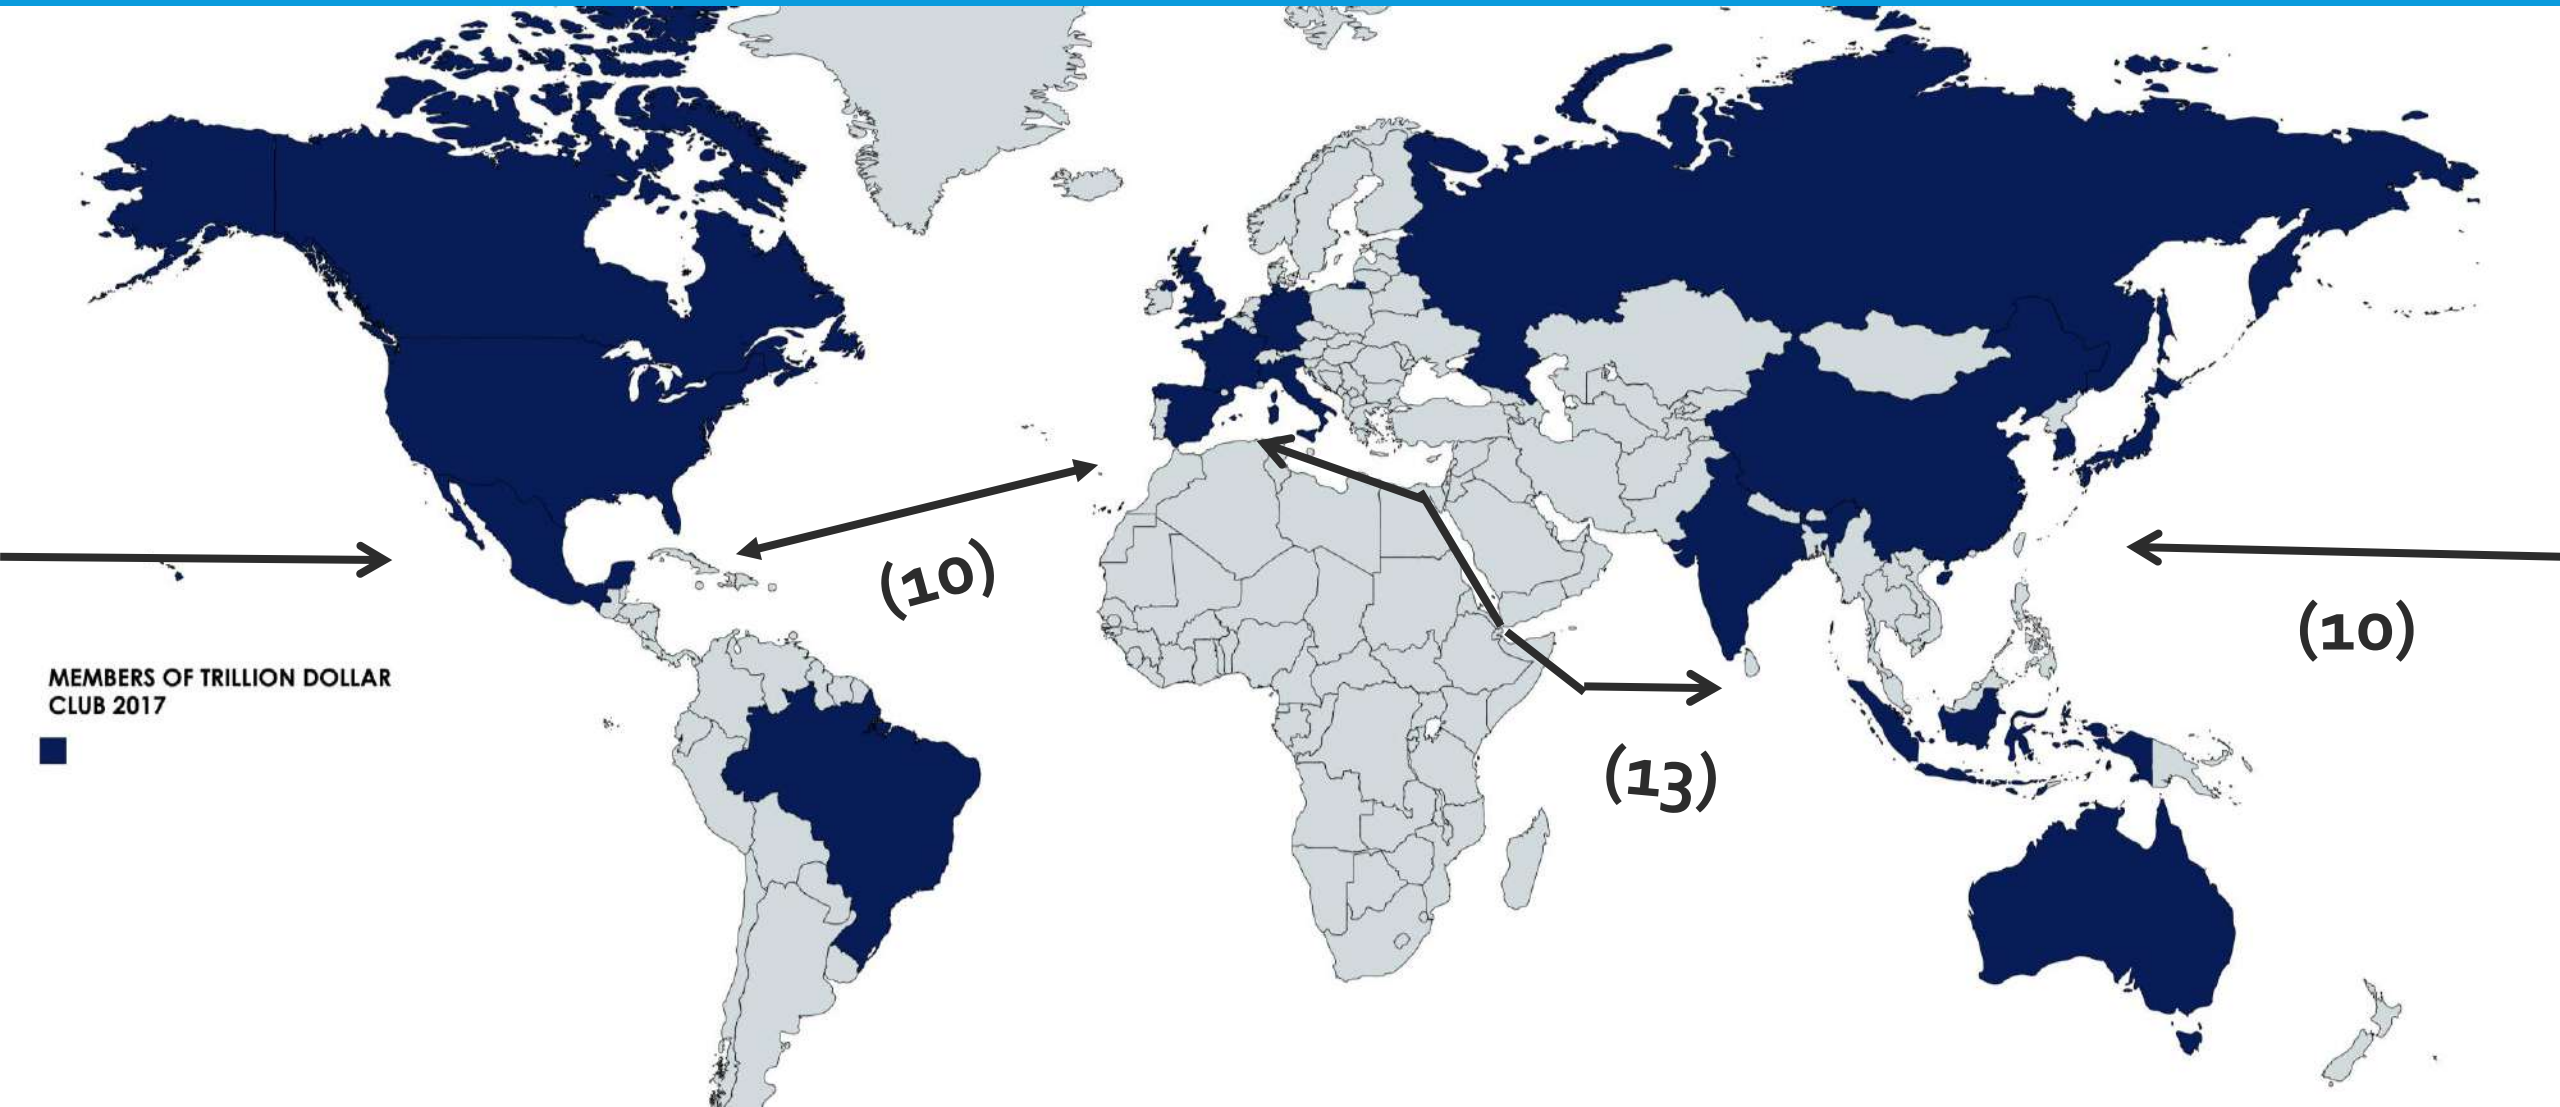 (10)
(10)
MEMBERS OF TRILLION DOLLAR
CLUB 2017
(13)